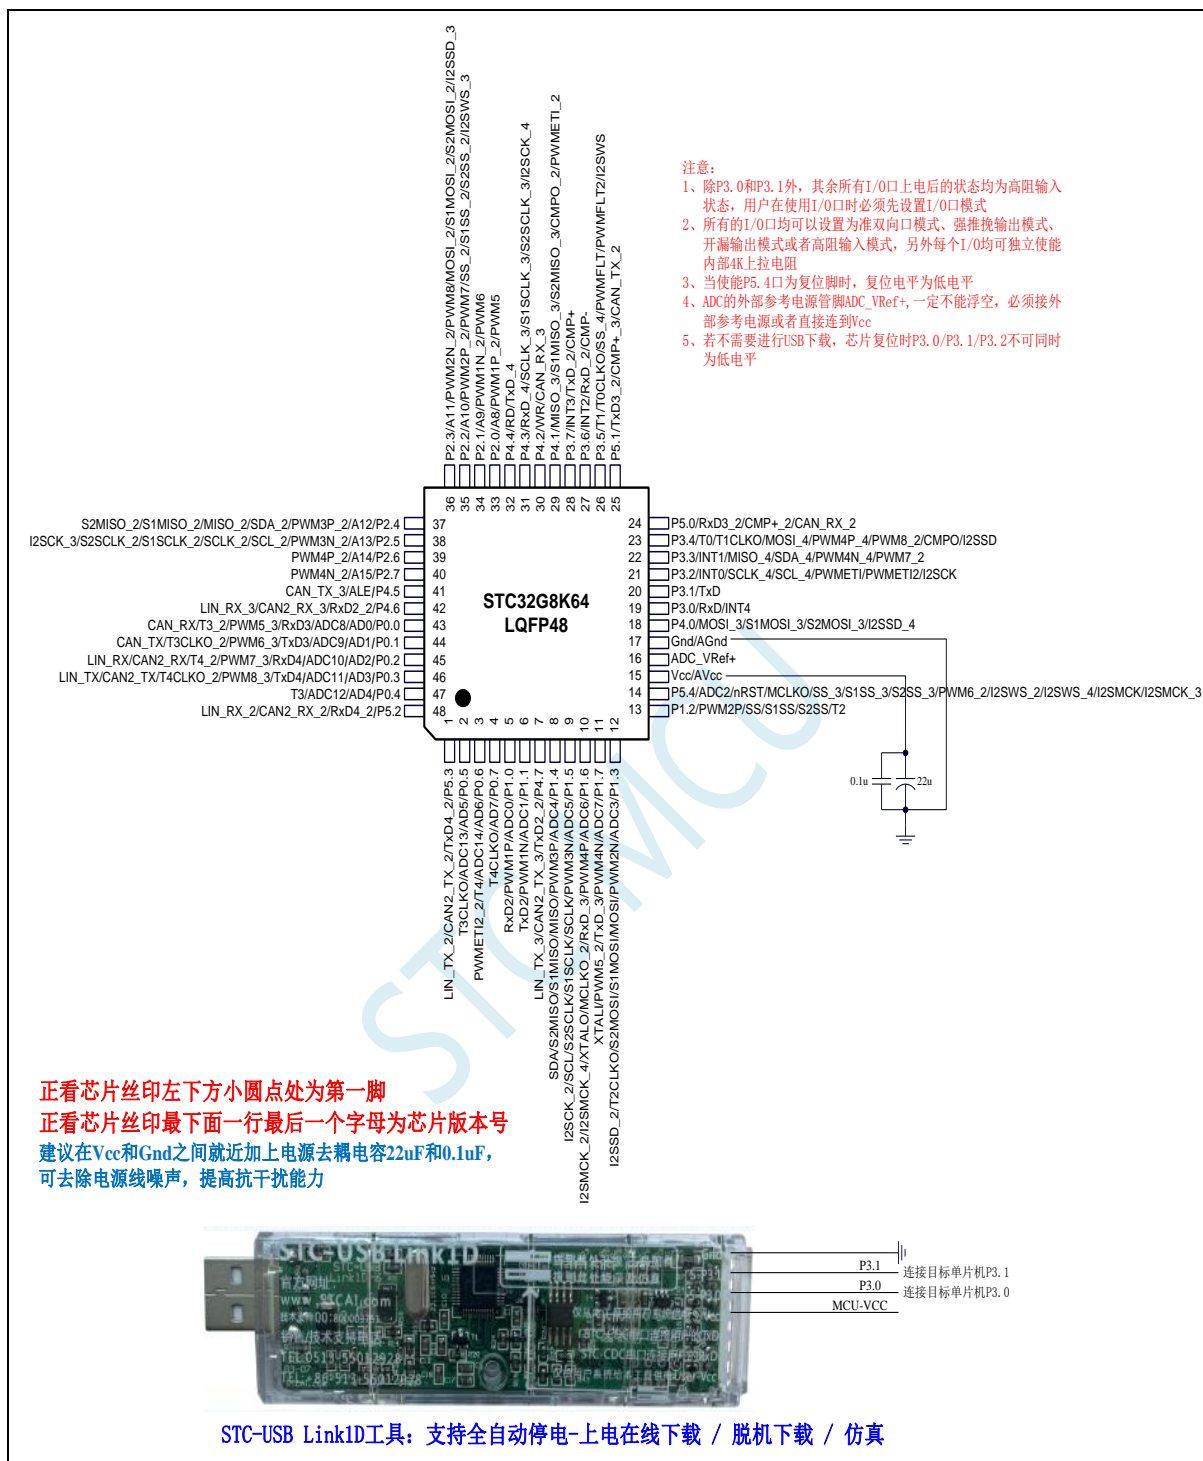 P2.3/A11/PWM2N_2/PWM8/MOSI_2/S1MOSI_2/S2MOSI_2/I2SSD_3
P2.2/A10/PWM2P_2/PWM7/SS_2/S1SS_2/S2SS_2/I2SWS_3
P2.1/A9/PWM1N_2/PWM6
P2.0/A8/PWM1P_2/PWM5
P4.4/RD/TxD_4
P4.3/RxD_4/SCLK_3/S1SCLK_3/S2SCLK_3/I2SCK_4
P4.2/WR/CAN_RX_3
P4.1/MISO_3/S1MISO_3/S2MISO_3/CMPO_2/PWMETI_2
P3.7/INT3/TxD_2/CMP+
P3.6/INT2/RxD_2/CMP-
P3.5/T1/T0CLKO/SS_4/PWMFLT/PWMFLT2/I2SWS
P5.1/TxD3_2/CMP+_3/CAN_TX_2
注意:
1、除P3.0和P3.1外，其余所有I/O口上电后的状态均为高阻输入
状态，用户在使用I/O口时必须先设置I/O口模式
2、所有的I/O口均可以设置为准双向口模式、强推挽输出模式、
开漏输出模式或者高阻输入模式，另外每个I/O均可独立使能
内部4K上拉电阻
3、当使能P5.4口为复位脚时，复位电平为低电平
4、ADC的外部参考电源管脚ADC_VRef+,一定不能浮空，必须接外
部参考电源或者直接连到Vcc
5、若不需要进行USB下载，芯片复位时P3.0/P3.1/P3.2不可同时
为低电平
36 35 34 33 32 31 30 29 28 27 26 25
S2MISO_2/S1MISO_2/MISO_2/SDA_2/PWM3P_2/A12/P2.4 37
I2SCK_3/S2SCLK_2/S1SCLK_2/SCLK_2/SCL_2/PWM3N_2/A13/P2.5 38
PWM4P_2/A14/P2.6 39
PWM4N_2/A15/P2.7 40
CAN_TX_3/ALE/P4.5 41
LIN_RX_3/CAN2_RX_3/RxD2_2/P4.6 42
CAN_RX/T3_2/PWM5_3/RxD3/ADC8/AD0/P0.0 43
CAN_TX/T3CLKO_2/PWM6_3/TxD3/ADC9/AD1/P0.1 44
LIN_RX/CAN2_RX/T4_2/PWM7_3/RxD4/ADC10/AD2/P0.2 45
LIN_TX/CAN2_TX/T4CLKO_2/PWM8_3/TxD4/ADC11/AD3/P0.3 46
T3/ADC12/AD4/P0.4 47
LIN_RX_2/CAN2_RX_2/RxD4_2/P5.2 48
STC32G8K64
LQFP48
24 P5.0/RxD3_2/CMP+_2/CAN_RX_2
23 P3.4/T0/T1CLKO/MOSI_4/PWM4P_4/PWM8_2/CMPO/I2SSD
22 P3.3/INT1/MISO_4/SDA_4/PWM4N_4/PWM7_2
21 P3.2/INT0/SCLK_4/SCL_4/PWMETI/PWMETI2/I2SCK
20 P3.1/TxD
19 P3.0/RxD/INT4
18 P4.0/MOSI_3/S1MOSI_3/S2MOSI_3/I2SSD_4
17 Gnd/AGnd
16 ADC_VRef+
15 Vcc/AVcc
14 P5.4/ADC2/nRST/MCLKO/SS_3/S1SS_3/S2SS_3/PWM6_2/I2SWS_2/I2SWS_4/I2SMCK/I2SMCK_3
13 P1.2/PWM2P/SS/S1SS/S2SS/T2
1 2 3 4 5 6 7 8 9 10 11 12
LIN_TX_2/CAN2_TX_2/TxD4_2/P5.3
T3CLKO/ADC13/AD5/P0.5
PWMETI2_2/T4/ADC14/AD6/P0.6
T4CLKO/AD7/P0.7
RxD2/PWM1P/ADC0/P1.0
TxD2/PWM1N/ADC1/P1.1
LIN_TX_3/CAN2_TX_3/TxD2_2/P4.7
SDA/S2MISO/S1MISO/MISO/PWM3P/ADC4/P1.4
I2SCK_2/SCL/S2SCLK/S1SCLK/SCLK/PWM3N/ADC5/P1.5
I2SMCK_2/I2SMCK_4/XTALO/MCLKO_2/RxD_3/PWM4P/ADC6/P1.6
XTALI/PWM5_2/TxD_3/PWM4N/ADC7/P1.7
I2SSD_2/T2CLKO/S2MOSI/S1MOSI/MOSI/PWM2N/ADC3/P1.3
0.1u 22u
STCMCU
正看芯片丝印左下方小圆点处为第一脚
正看芯片丝印最下面一行最后一个字母为芯片版本号
建议在Vcc和Gnd之间就近加上电源去耦电容22uF和0.1uF,
可去除电源线噪声，提高抗干扰能力
STC-USB Link1D
官方网址
www.STCAI.com
Gnd
P3.1 连接目标单片机P3.1
P3.0 连接目标单片机P3.0
MCU-VCC
STC-USB Link1D工具: 支持全自动停电-上电在线下载 / 脱机下载 / 仿真